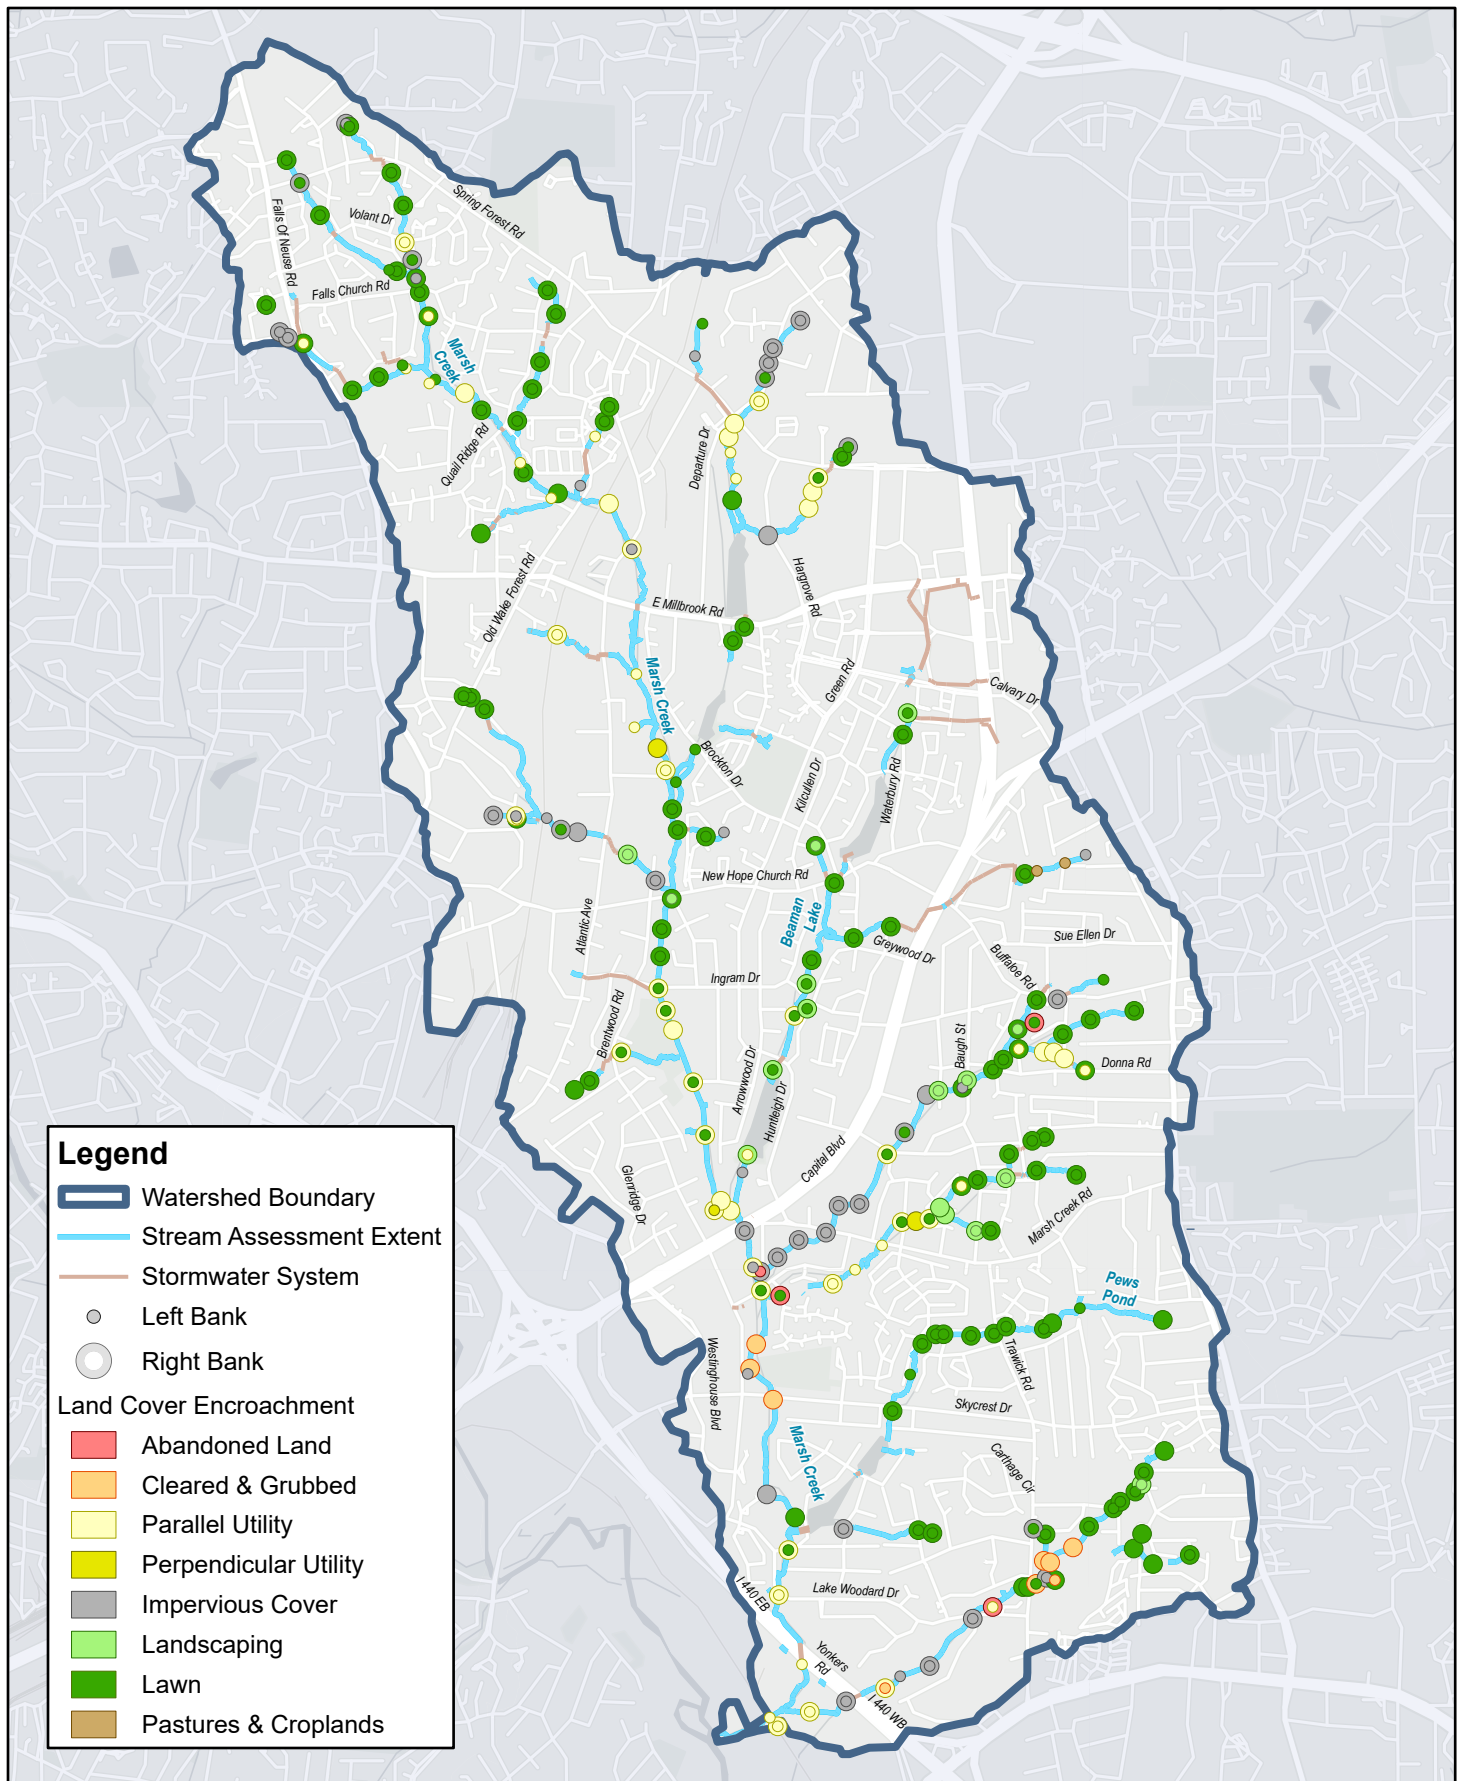 Spring Forest Rd
Volant Dr
Falls Of Neuse Rd
Falls Church Rd
Marsh
Creek
Quail Ridge Rd
Departure Dr
Old Wake Forest Rd
Hargrove Rd
E Millbrook Rd
Green Rd
Marsh Creek
Calvary Dr
Brockton Dr
Kilcullen Dr
Waterbury Rd
New Hope Church Rd
Atlantic Ave
Beaman
Lake
Greywood Dr
Sue Ellen Dr
Buffaloe Rd
Ingram Dr
Brentwood Rd
Baugh St
Donna Rd
Arrowwood Dr
Huntleigh Dr
Capital Blvd
Glenridge Dr
Marsh Creek Rd
Pews
Pond
Westinghouse Blvd
Trawick Rd
Skycrest Dr
Marsh Creek
Carthage Cir
I 440 EB
Lake Woodard Dr
Yonkers
Rd
I 440 WB
Legend
Watershed Boundary
Stream Assessment Extent
Stormwater System
Left Bank
Right Bank
Land Cover Encroachment
Abandoned Land
Cleared & Grubbed
Parallel Utility
Perpendicular Utility
Impervious Cover
Landscaping
Lawn
Pastures & Croplands